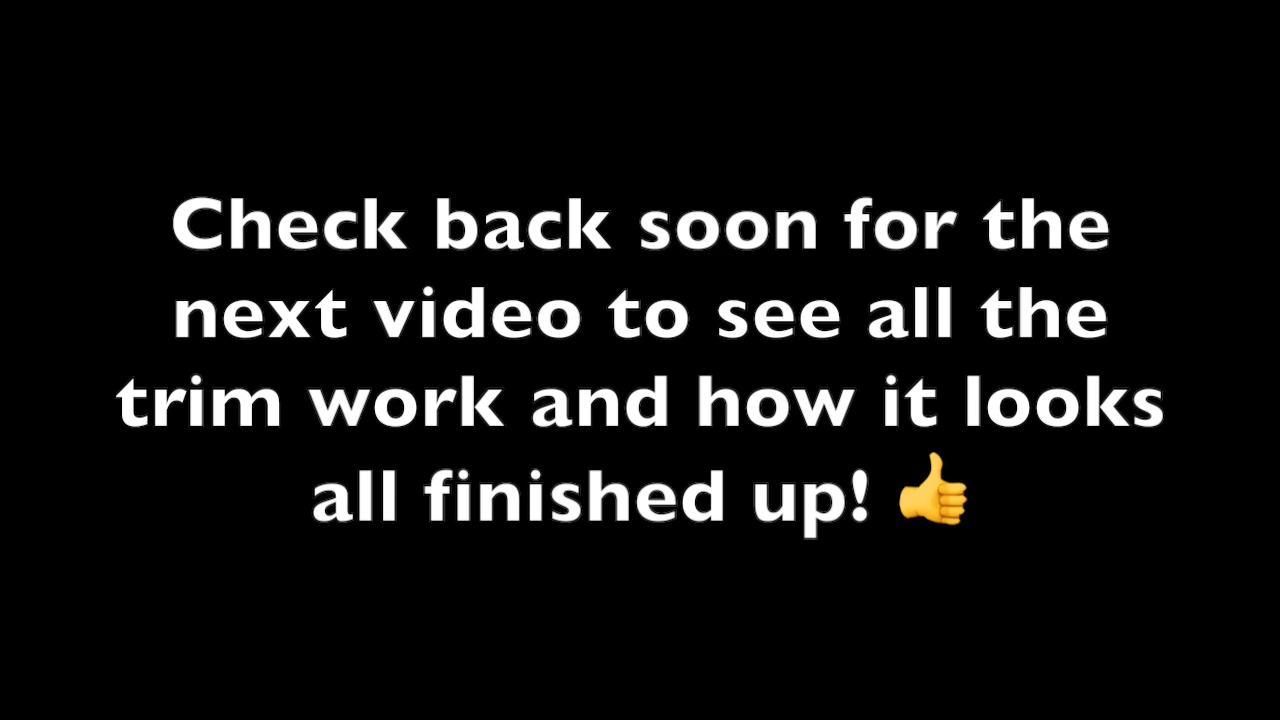 Check back soon for the
next video to see all the
trim work and how it looks
all finished up! 👍